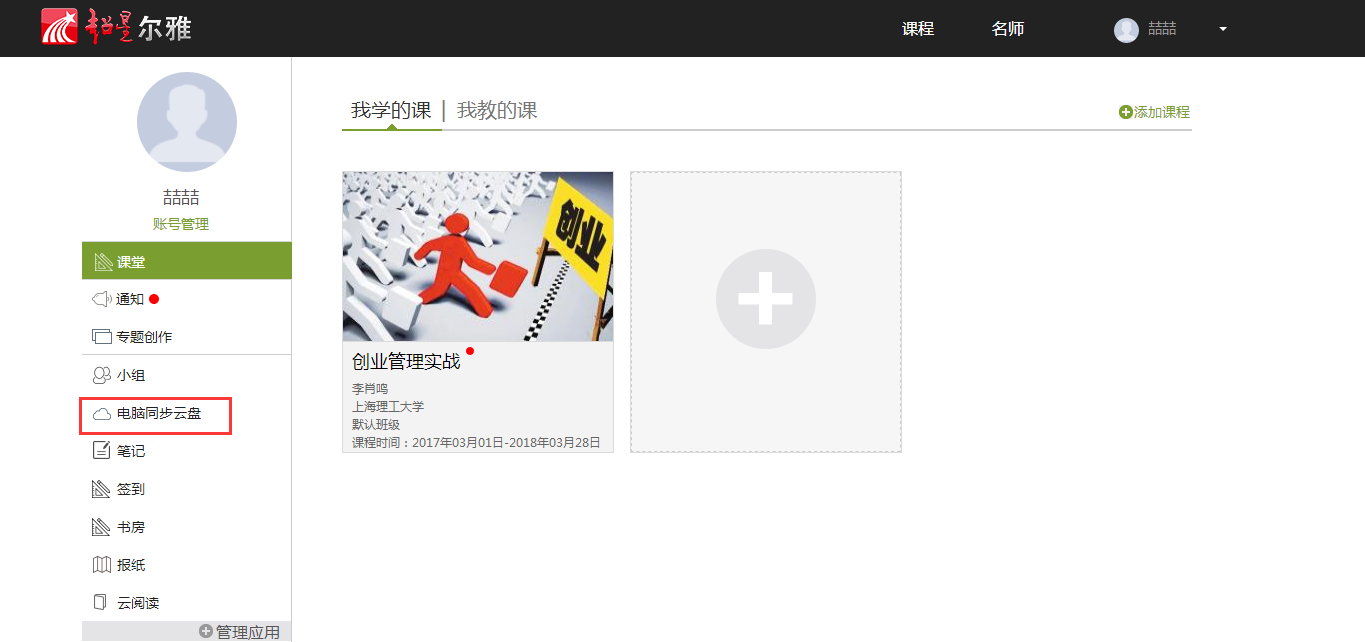 超星尔雅
课程 名师 喆喆
喆喆
账号管理
课堂
通知
专题创作
小组
电脑同步云盘
笔记
签到
书房
报纸
云阅读
管理应用
我学的课 | 我教的课
添加课程
创业
创业管理实战
李肖鸣
上海理工大学
默认班级
课程时间：2017年03月01日-2018年03月28日